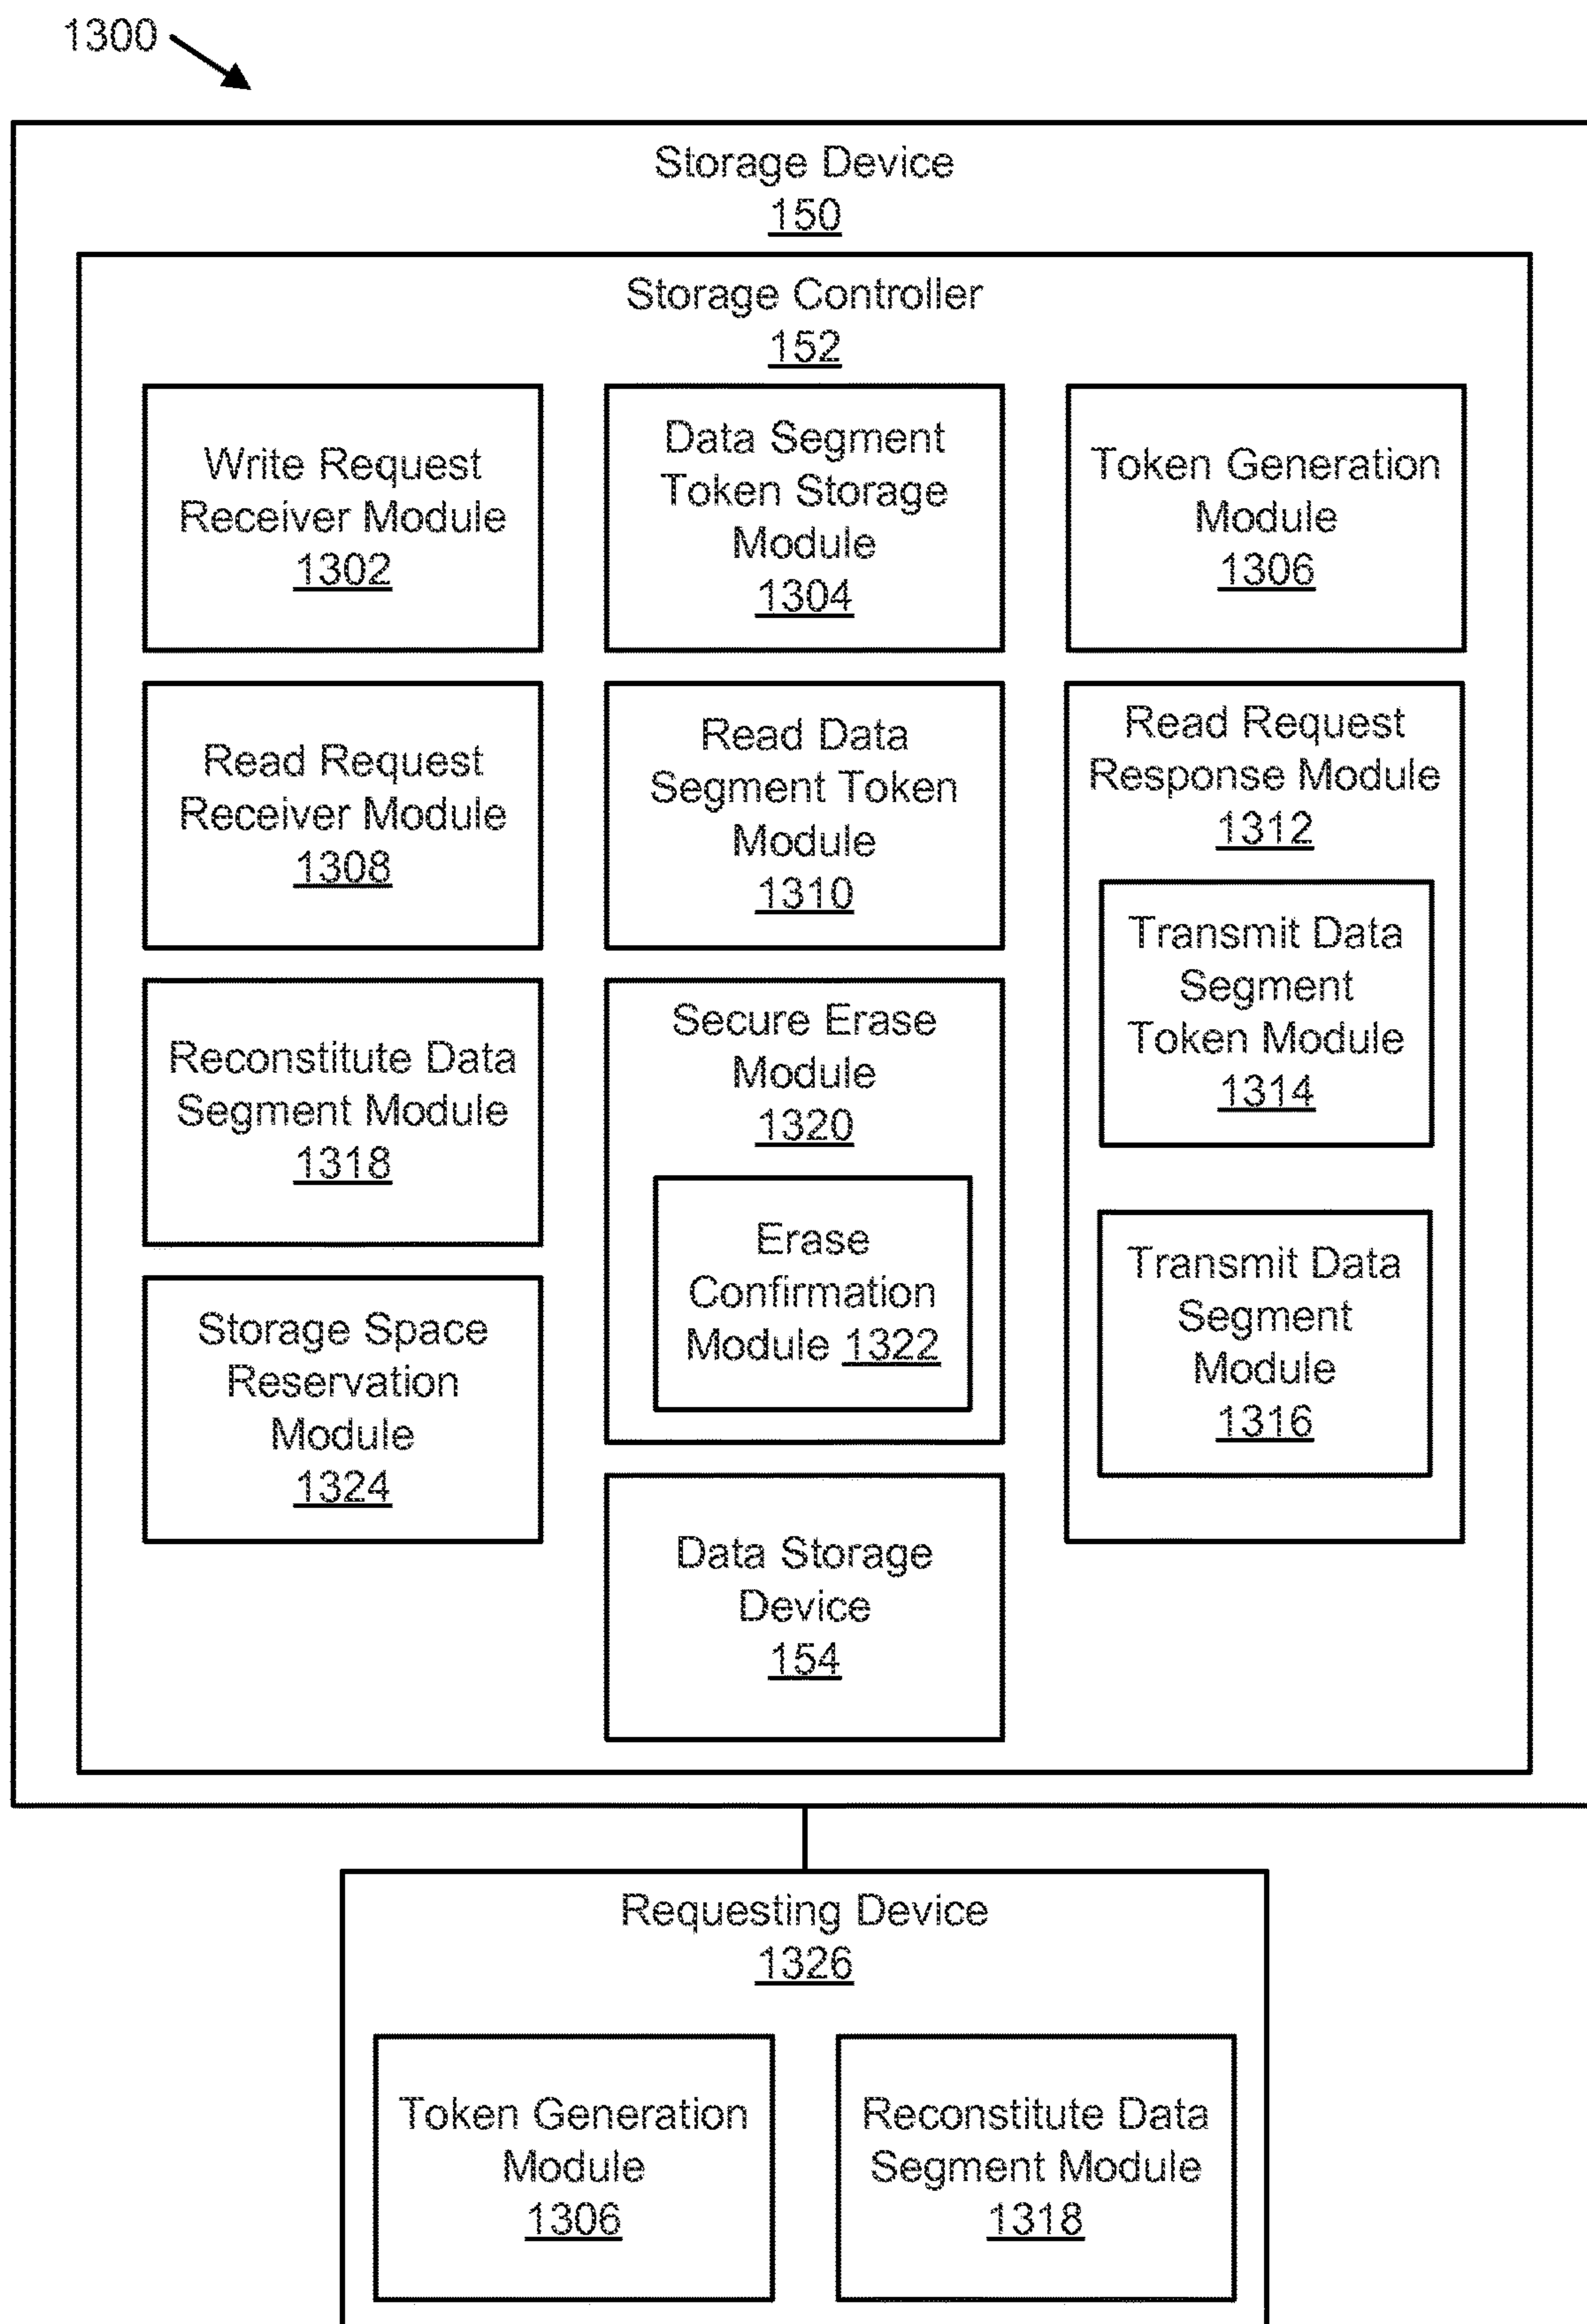 1300
Storage Device
150
Storage Controller
152
Write Request
Receiver Module
1302
Data Segment
Token Storage
Module
1304
Token Generation
Module
1306
Read Request
Receiver Module
1308
Read Data
Segment Token
Module
1310
Read Request
Response Module
1312
Transmit Data
Segment
Token Module
1314
Transmit Data
Segment
Module
1316
Reconstitute Data
Segment Module
1318
Secure Erase
Module
1320
Erase
Confirmation
Module 1322
Storage Space
Reservation
Module
1324
Data Storage
Device
154
Requesting Device
1326
Token Generation
Module
1306
Reconstitute Data
Segment Module
1318